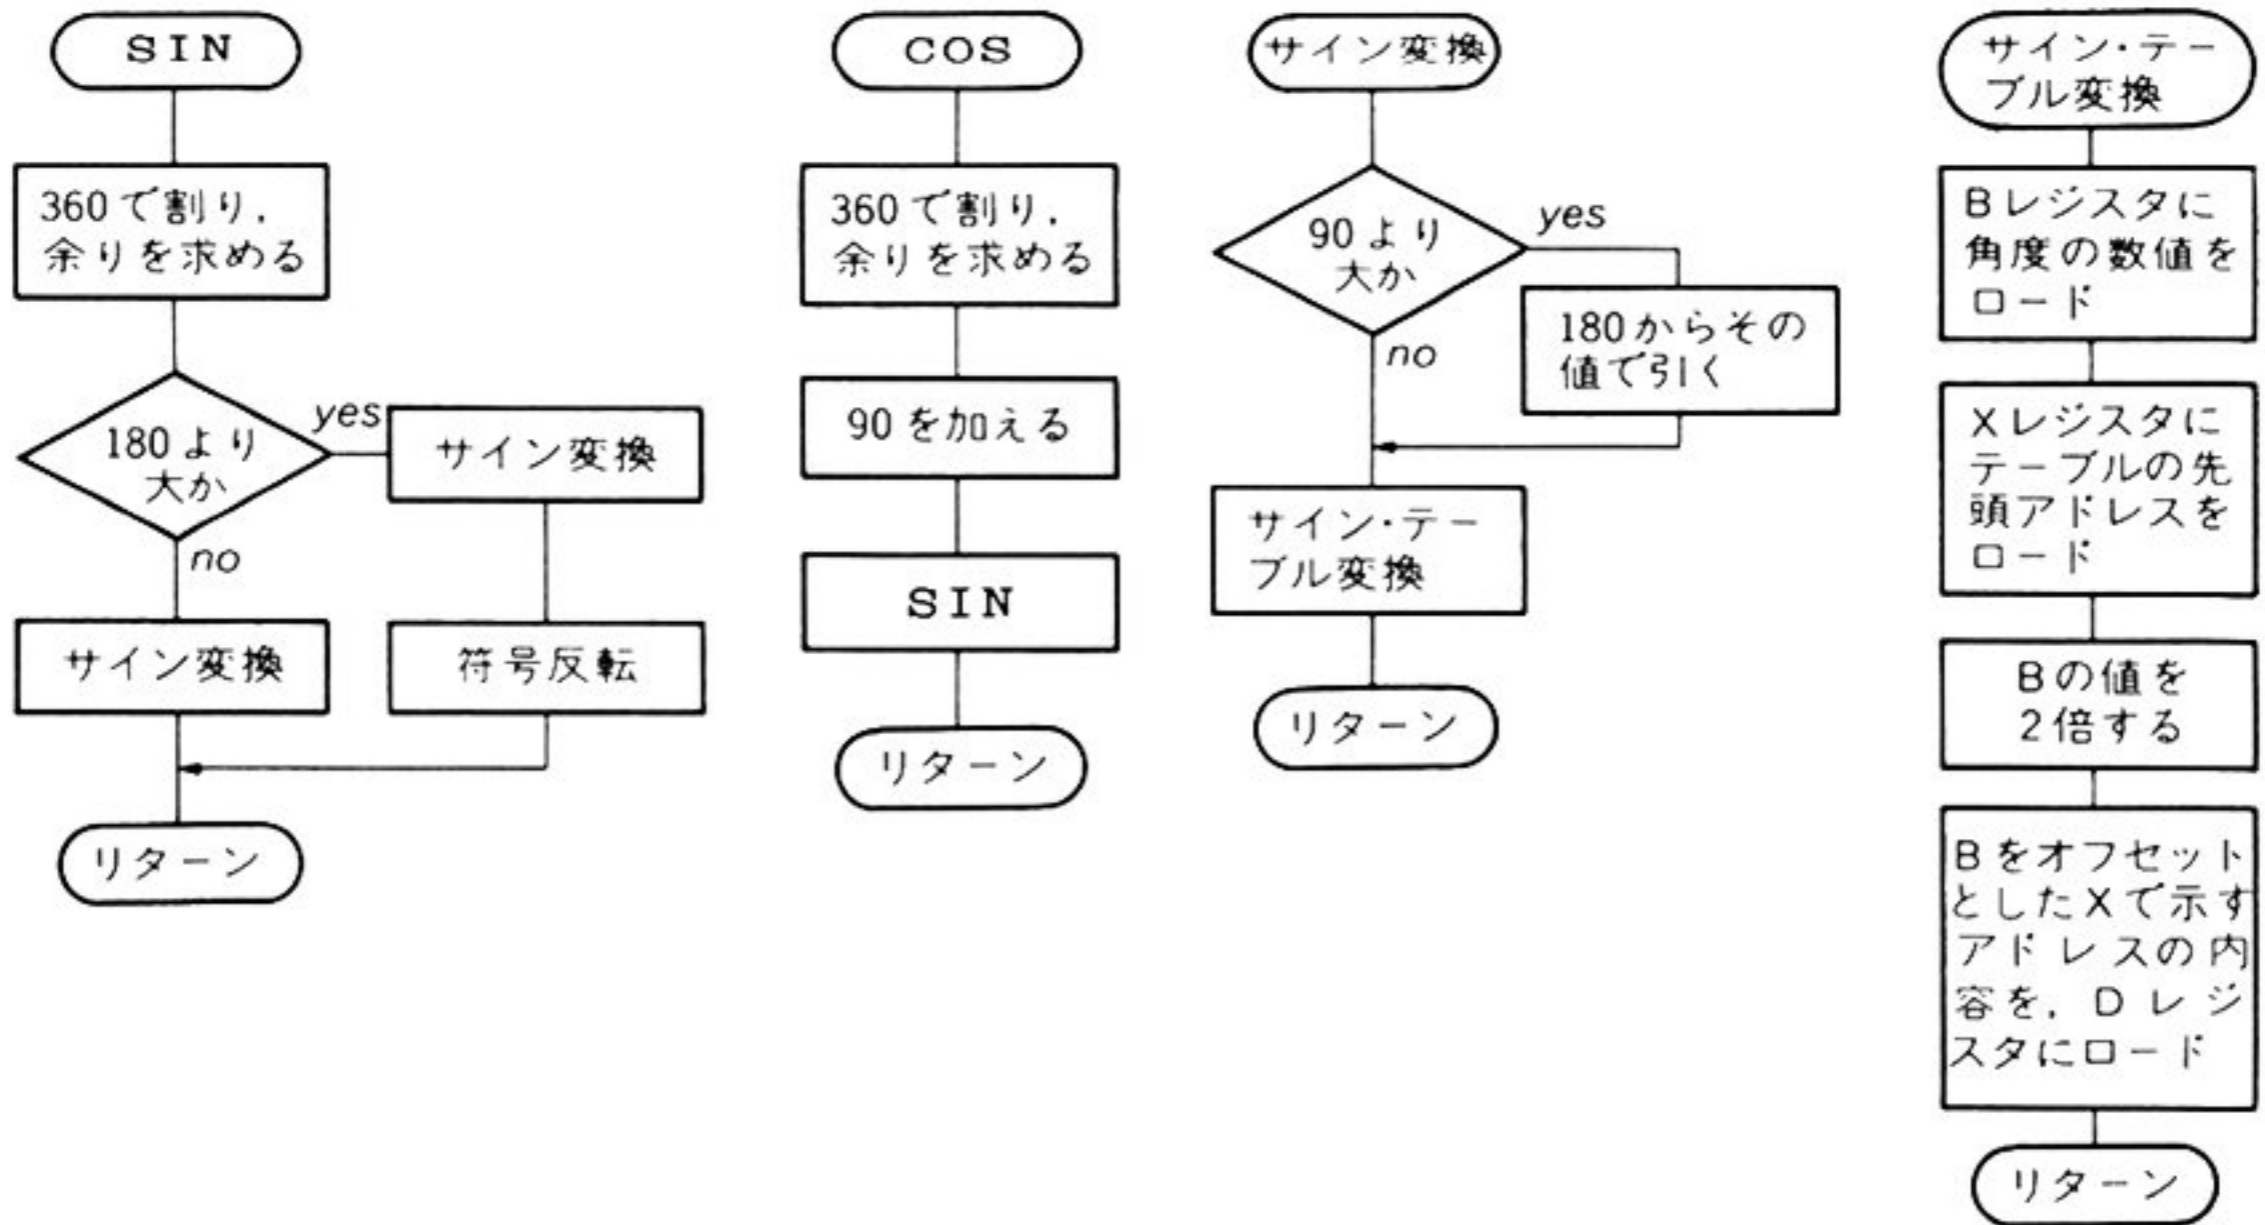 SIN
360で割り,
余りを求める
180より
大か
yes
no
サイン変換
サイン変換
符号反転
リターン
COS
360で割り,
余りを求める
90を加える
SIN
リターン
サイン変換
90より
大か
yes
no
180からその
値で引く
サイン・テー
ブル変換
リターン
サイン・テー
ブル変換
Bレジスタに
角度の数値を
ロード
Xレジスタに
テーブルの先
頭アドレスを
ロード
Bの値を
2倍する
Bをオフセット
としたXで示す
アドレスの内
容を,Dレジ
スタにロード
リターン